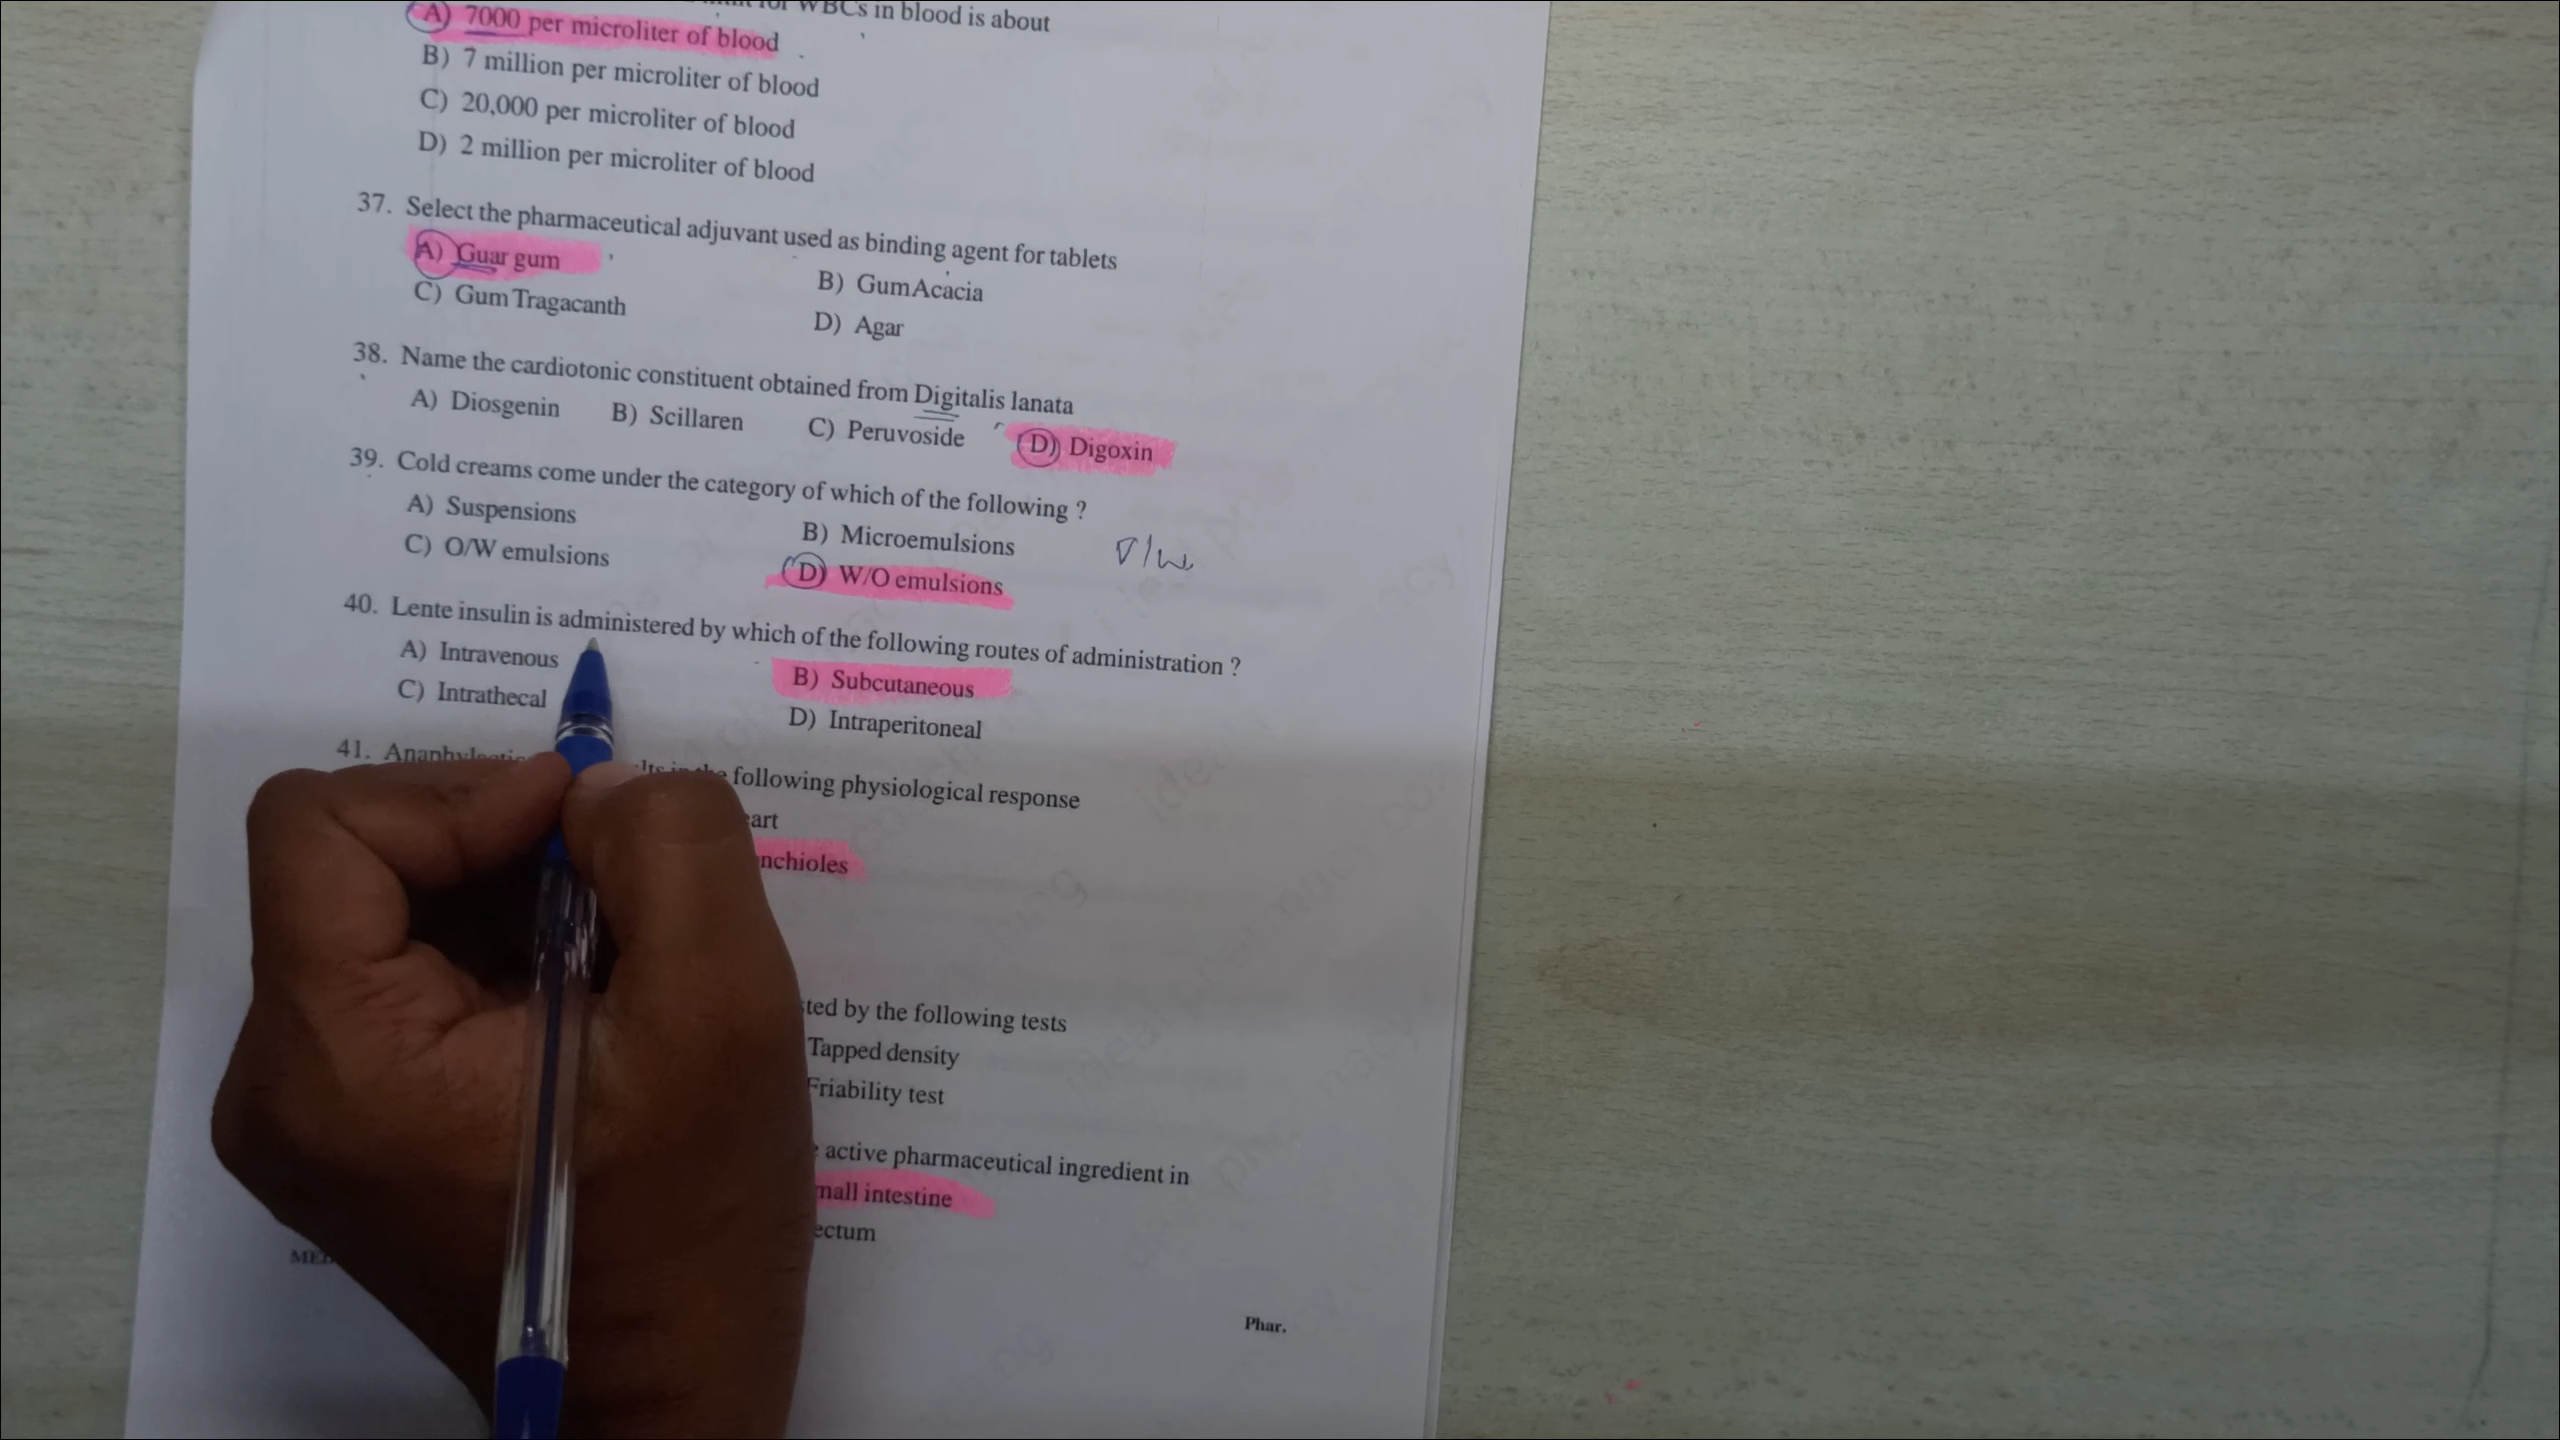 for WBCs in blood is about
A) 7000 per microliter of blood
B) 7 million per microliter of blood
C) 20,000 per microliter of blood
D) 2 million per microliter of blood
37. Select the pharmaceutical adjuvant used as binding agent for tablets
A) Guar gum
B) Gum Acacia
C) Gum Tragacanth
D) Agar
38. Name the cardiotonic constituent obtained from Digitalis lanata
A) Diosgenin B) Scillaren C) Peruvoside D) Digoxin
39. Cold creams come under the category of which of the following ?
A) Suspensions
B) Microemulsions
C) O/W emulsions
D) W/O emulsions
40. Lente insulin is administered by which of the following routes of administration ?
A) Intravenous
B) Subcutaneous
C) Intrathecal
D) Intraperitoneal
41. following physiological response
art
nchioles
ted by the following tests
Tapped density
Friability test
active pharmaceutical ingredient in
mall intestine
ectum
Phar.